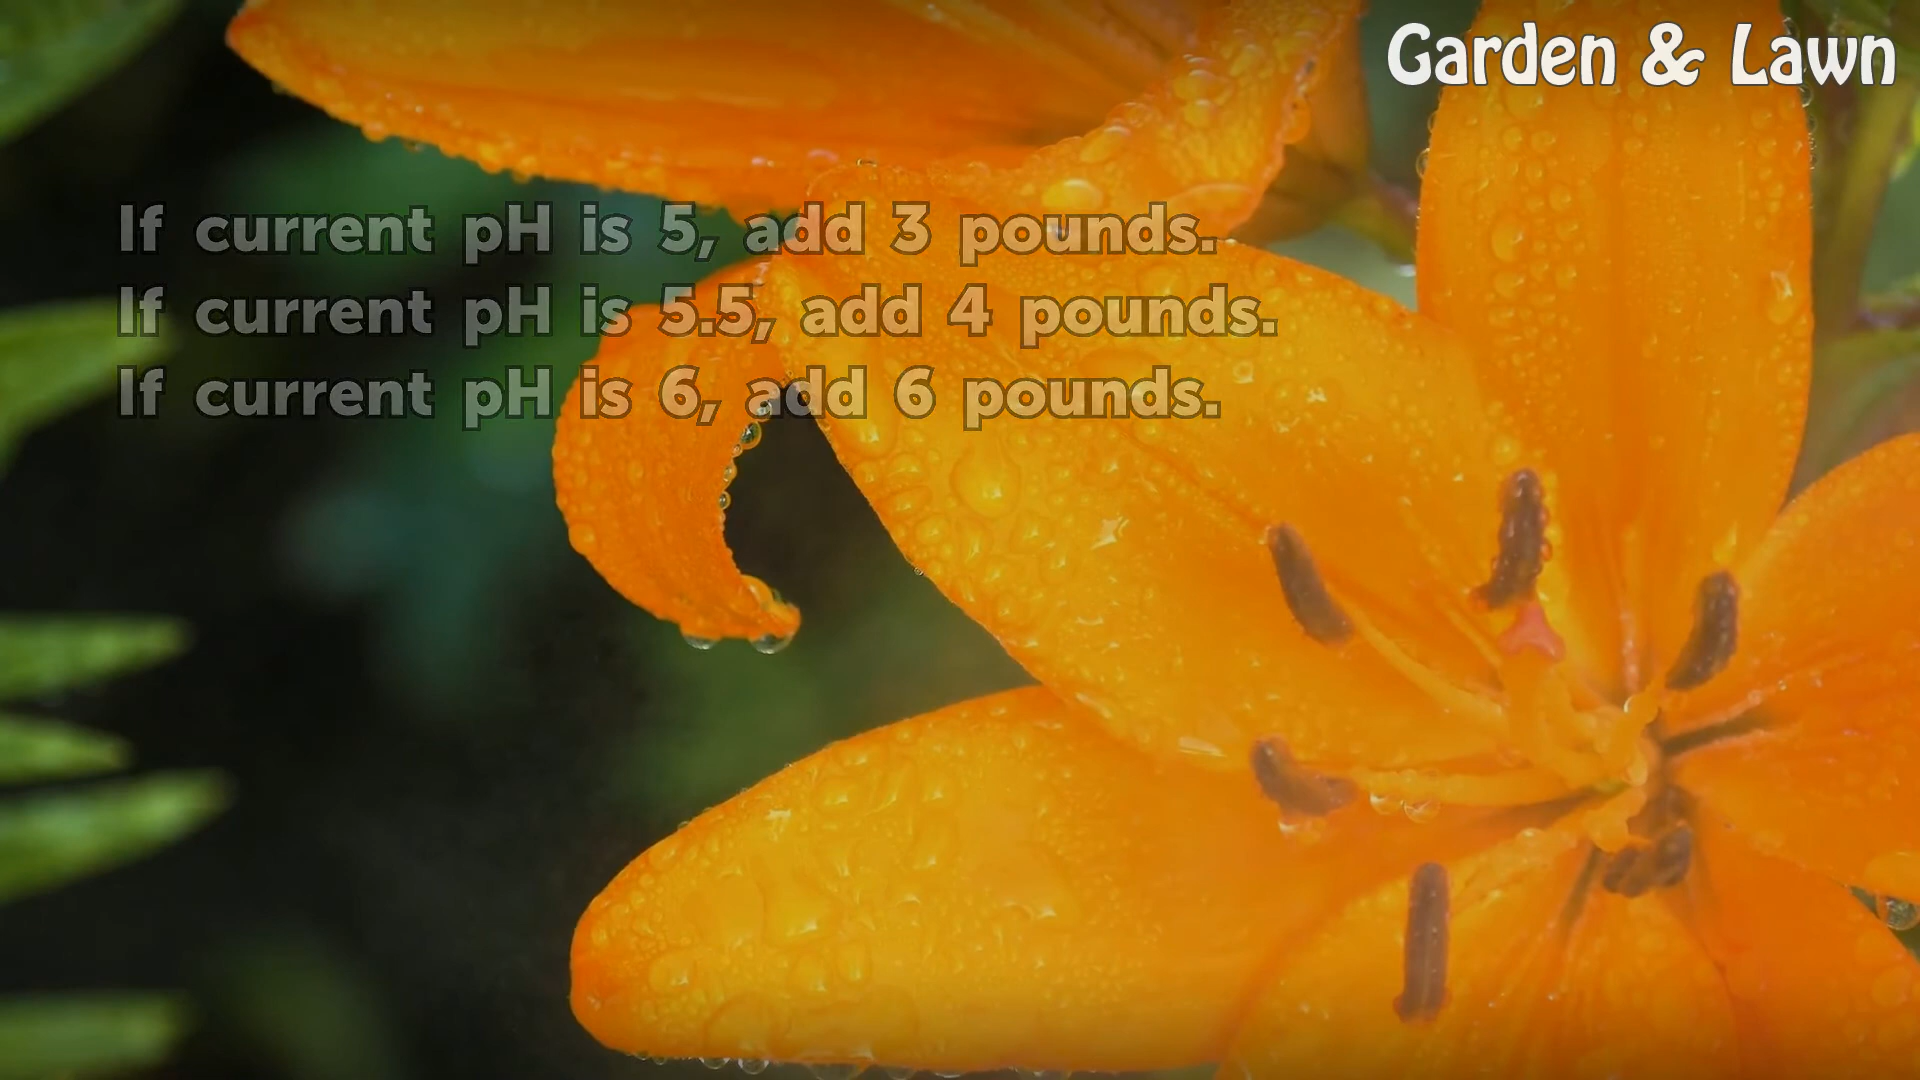 Garden & Lawn
If current pH is 5, add 3 pounds.
If current pH is 5.5, add 4 pounds.
If current pH is 6, add 6 pounds.